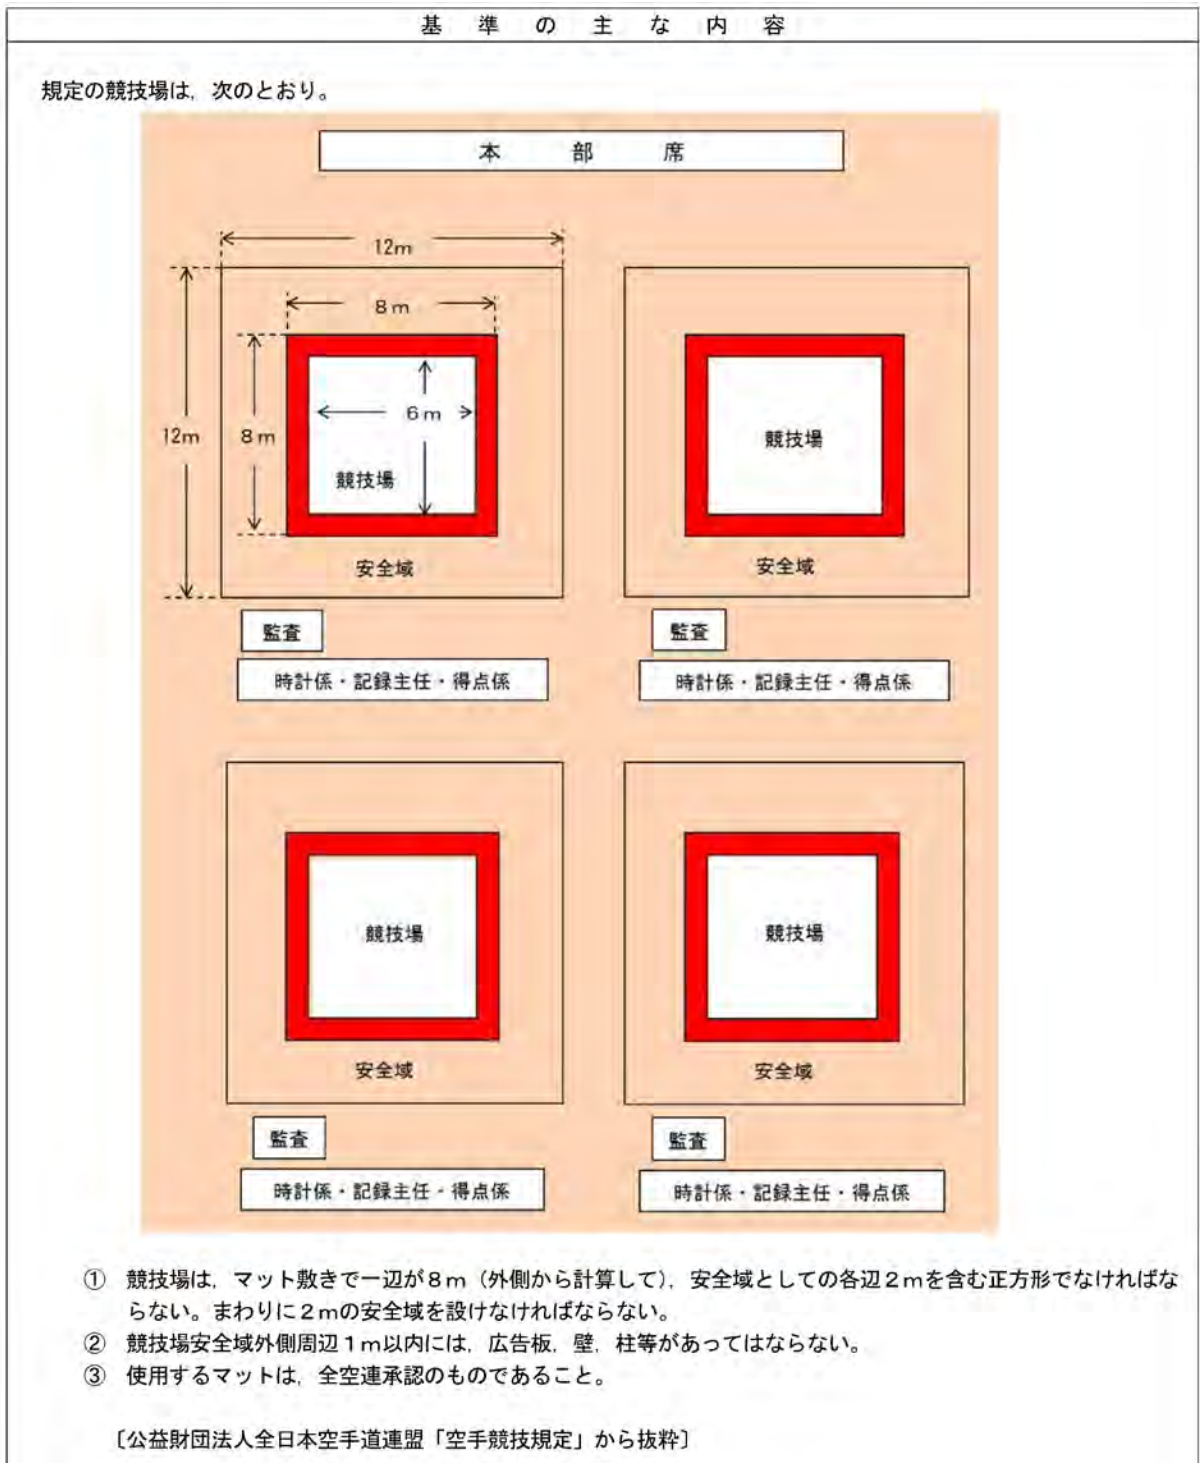 基準の主な内容
規定の競技場は，次のとおり。
本部席
12m
8m
12m
8m
6m
競技場
競技場
安全域
安全域
監査
監査
時計係・記録主任・得点係
時計係・記録主任・得点係
競技場
競技場
安全域
安全域
監査
監査
時計係・記録主任・得点係
時計係・記録主任・得点係
① 競技場は，マット敷きで一辺が８ｍ（外側から計算して），安全域としての各辺２ｍを含む正方形でなければな
らない。まわりに２ｍの安全域を設けなければならない。
② 競技場安全域外側周辺１ｍ以内には，広告板，壁，柱等があってはならない。
③ 使用するマットは，全空連承認のものであること。
〔公益財団法人全日本空手道連盟「空手競技規定」から抜粋〕